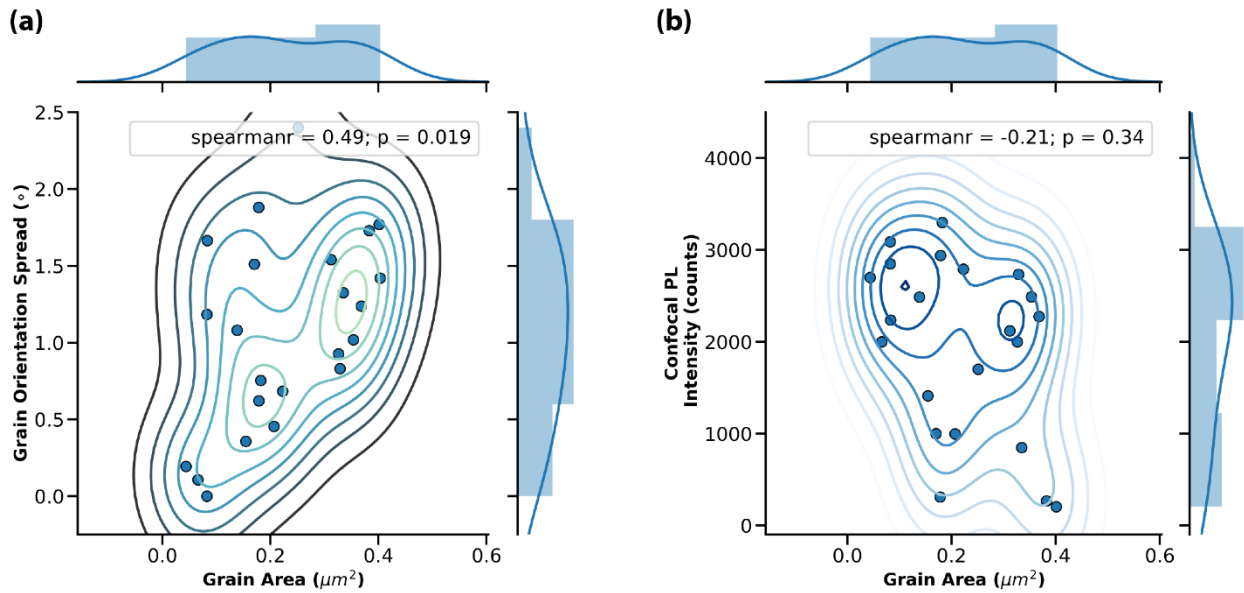 (a)
spearmanr = 0.49; p = 0.019
2.5
2.0
1.5
1.0
0.5
0.0
Grain Orientation Spread (∘)
0.0 0.2 0.4 0.6
Grain Area (μm²)
(b)
spearmanr = -0.21; p = 0.34
4000
3000
2000
1000
0
Confocal PL
Intensity (counts)
0.0 0.2 0.4 0.6
Grain Area (μm²)